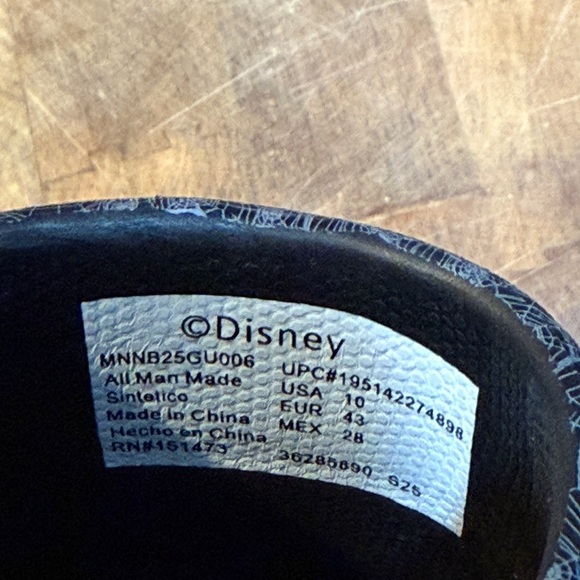 ©Disney
MNNB25GU006
All Man Made
Sintetico
Made in China
Hecho en China
RN#151473
UPC#195142274898
USA 10
EUR 43
MEX 28
36285890 S25